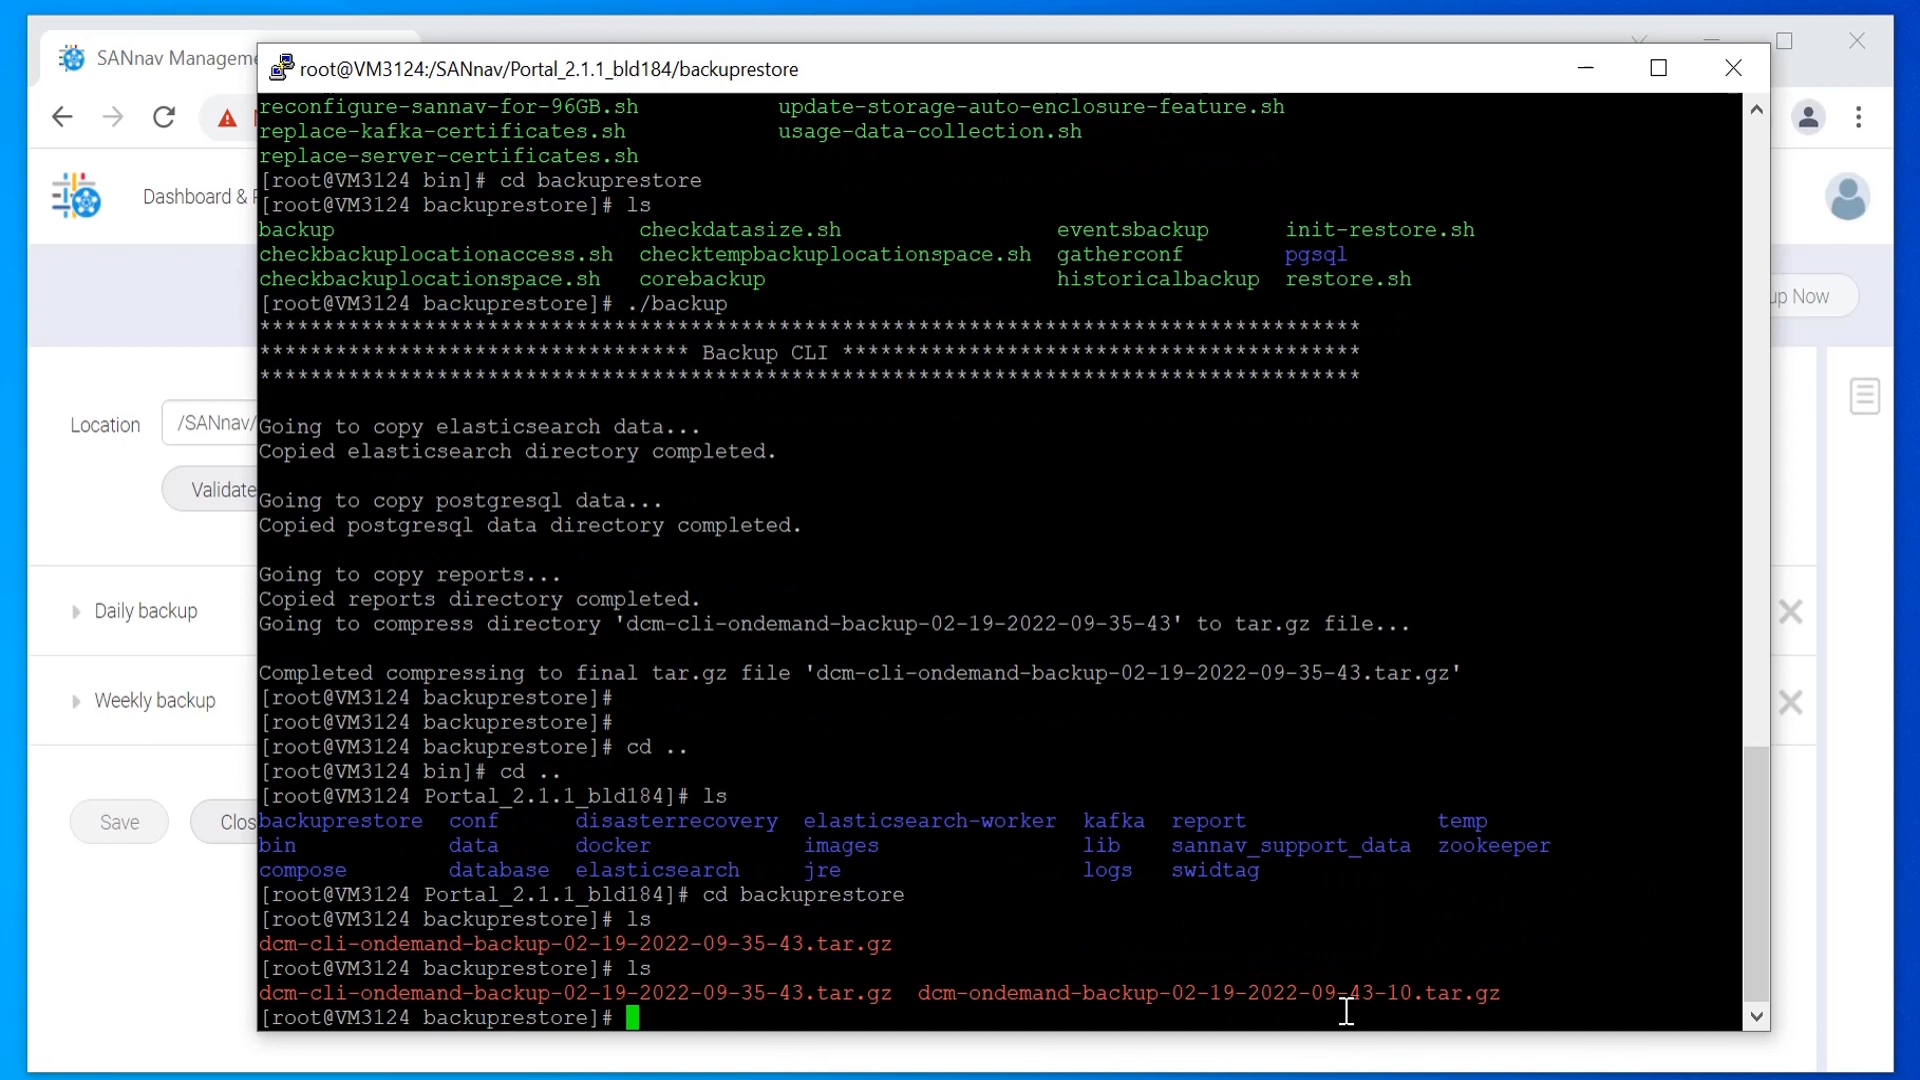 SANnav Manageme
root@VM3124:/SANnav/Portal_2.1.1_bld184/backuprestore
Dashboard & R
up Now
Location
/SANnav/
Validate
Daily backup
Weekly backup
Save
Clos
reconfigure-sannav-for-96GB.sh update-storage-auto-enclosure-feature.sh
replace-kafka-certificates.sh usage-data-collection.sh
replace-server-certificates.sh
[root@VM3124 bin]# cd backuprestore
[root@VM3124 backuprestore]# ls
backup checkdatasize.sh eventsbackup init-restore.sh
checkbackuplocationaccess.sh checktempbackuplocationspace.sh gatherconf pgsql
checkbackuplocationspace.sh corebackup historicalbackup restore.sh
[root@VM3124 backuprestore]# ./backup
***************************************************************************************
********************************** Backup CLI *****************************************
***************************************************************************************
Going to copy elasticsearch data...
Copied elasticsearch directory completed.
Going to copy postgresql data...
Copied postgresql data directory completed.
Going to copy reports...
Copied reports directory completed.
Going to compress directory 'dcm-cli-ondemand-backup-02-19-2022-09-35-43' to tar.gz file...
Completed compressing to final tar.gz file 'dcm-cli-ondemand-backup-02-19-2022-09-35-43.tar.gz'
[root@VM3124 backuprestore]#
[root@VM3124 backuprestore]#
[root@VM3124 backuprestore]# cd ..
[root@VM3124 bin]# cd ..
[root@VM3124 Portal_2.1.1_bld184]# ls
backuprestore conf disasterrecovery elasticsearch-worker kafka report temp
bin data docker images lib sannav_support_data zookeeper
compose database elasticsearch jre logs swidtag
[root@VM3124 Portal_2.1.1_bld184]# cd backuprestore
[root@VM3124 backuprestore]# ls
dcm-cli-ondemand-backup-02-19-2022-09-35-43.tar.gz
[root@VM3124 backuprestore]# ls
dcm-cli-ondemand-backup-02-19-2022-09-35-43.tar.gz dcm-ondemand-backup-02-19-2022-09-43-10.tar.gz
[root@VM3124 backuprestore]#